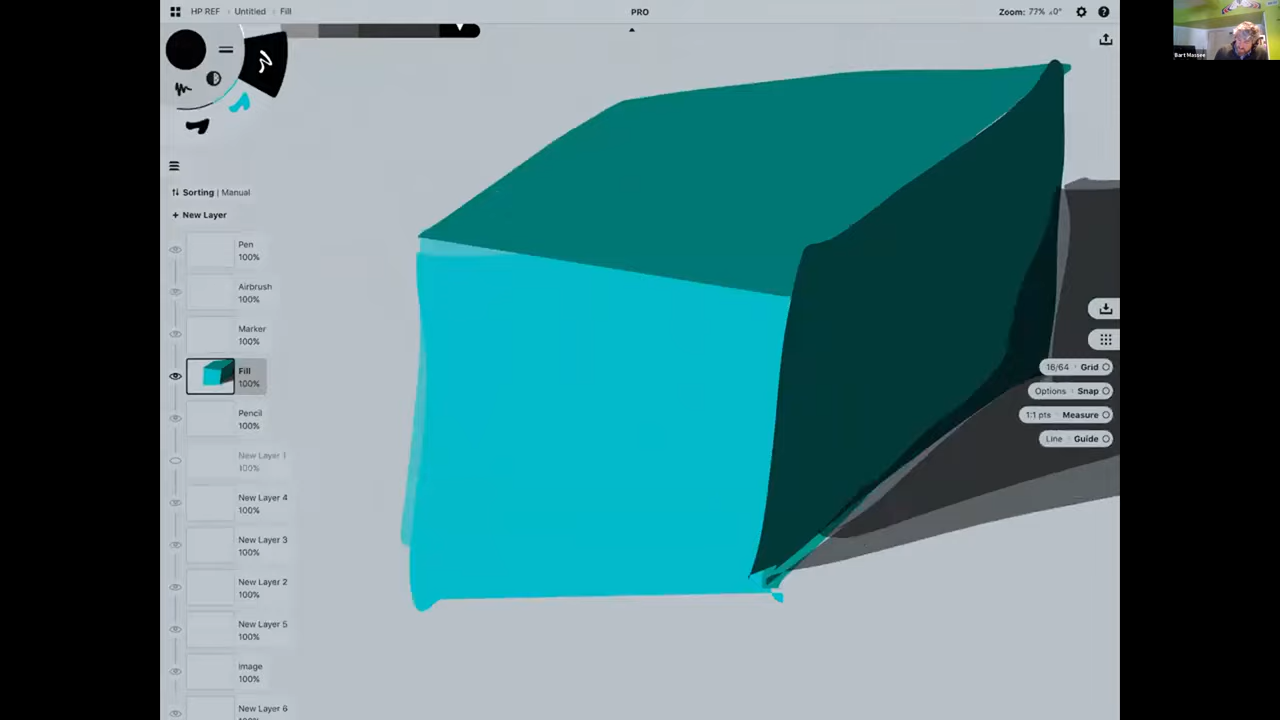 HP REF › Untitled › Fill
PRO
Zoom: 77% ⊿0°
Bart Massee
Sorting | Manual
+ New Layer
Pen
100%
Airbrush
100%
Marker
100%
Fill
100%
Pencil
100%
New Layer 1
100%
New Layer 4
100%
New Layer 3
100%
New Layer 2
100%
New Layer 5
100%
Image
100%
New Layer 6
16/64 · Grid
Options · Snap
1:1 pts · Measure
Line · Guide